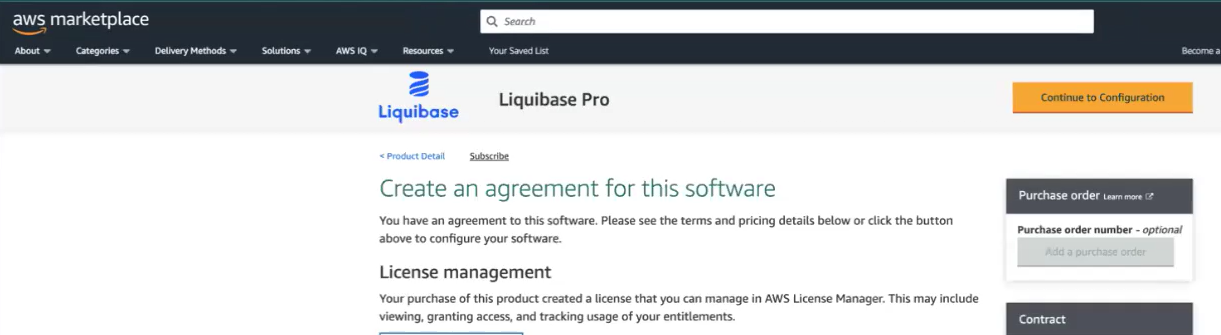 aws marketplace
Search
About
Categories
Delivery Methods
Solutions
AWS IQ
Resources
Your Saved List
Become a
Liquibase
Liquibase Pro
Continue to Configuration
< Product Detail
Subscribe
Create an agreement for this software
You have an agreement to this software. Please see the terms and pricing details below or click the button
above to configure your software.
License management
Your purchase of this product created a license that you can manage in AWS License Manager. This may include
viewing, granting access, and tracking usage of your entitlements.
Purchase order Learn more
Purchase order number - optional
Add a purchase order
Contract